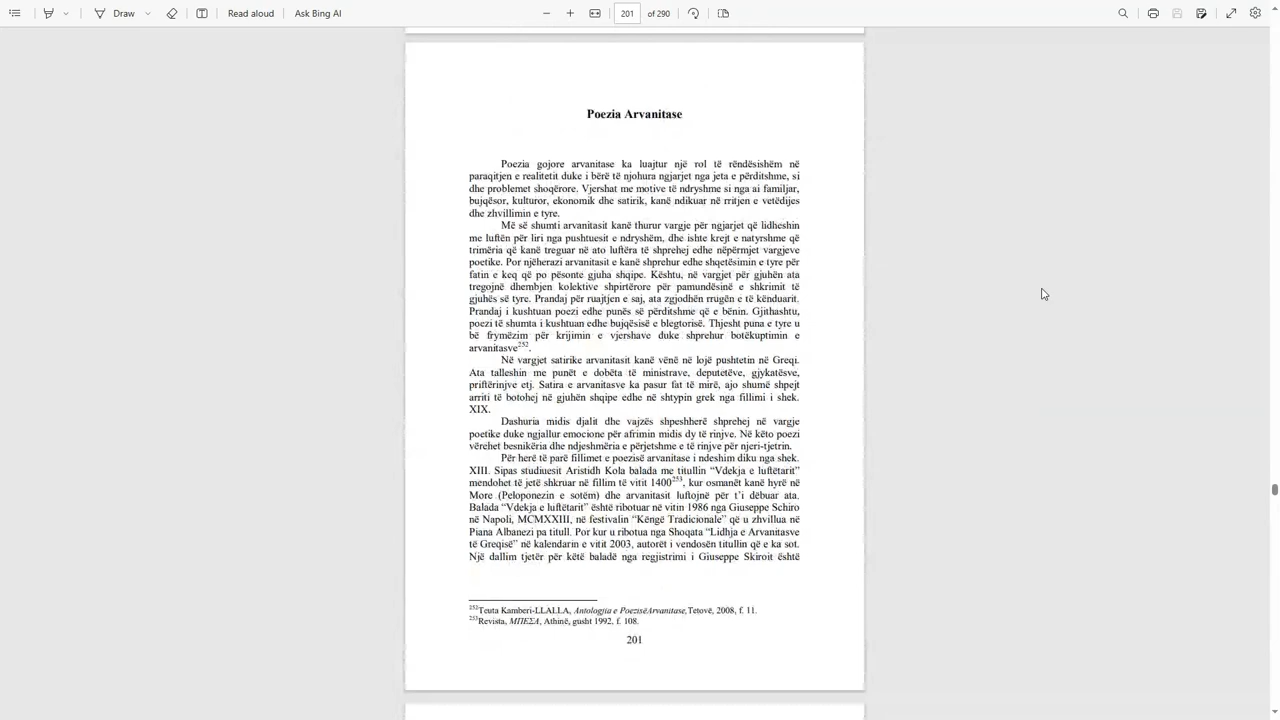 Draw
Read aloud
Ask Bing AI
201 of 290
Poezia Arvanitase
Poezia gojore arvanitase ka luajtur një rol të rëndësishëm në
paraqitjen e realitetit duke i bërë të njohura ngjarjet nga jeta e përditshme, si
dhe problemet shoqërore. Vjershat me motive të ndryshme si nga ai familjar,
bujqësor, kulturor, ekonomik dhe satirik, kanë ndikuar në rritjen e vetëdijes
dhe zhvillimin e tyre.
Më së shumti arvanitasit kanë thurur vargje për ngjarjet që lidheshin
me luftën për liri nga pushtuesit e ndryshëm, dhe ishte krejt e natyrshme që
trimëria që kanë treguar në ato luftëra të shprehej edhe nëpërmjet vargjeve
poetike. Por njëherazi arvanitasit e kanë shprehur edhe shqetësimin e tyre për
fatin e keq që po pësonte gjuha shqipe. Kështu, në vargjet për gjuhën ata
tregojnë dhembjen kolektive shpirtërore për pamundësinë e shkrimit të
gjuhës së tyre. Prandaj për ruajtjen e saj, ata zgjodhën rrugën e të kënduarit.
Prandaj i kushtuan poezi edhe punës së përditshme që e bënin. Gjithashtu,
poezi të shumta i kushtuan edhe bujqësisë e blegtorisë. Thjesht puna e tyre u
bë frymëzim për krijimin e vjershave duke shprehur botëkuptimin e
arvanitasve252.
Në vargjet satirike arvanitasit kanë vënë në lojë pushtetin në Greqi.
Ata talleshin me punët e dobëta të ministrave, deputetëve, gjykatësve,
priftërinjve etj. Satira e arvanitasve ka pasur fat të mirë, ajo shumë shpejt
arriti të botohej në gjuhën shqipe edhe në shtypin grek nga fillimi i shek.
XIX.
Dashuria midis djalit dhe vajzës shpeshherë shprehej në vargje
poetike duke ngjallur emocione për afrimin midis dy të rinjve. Në këto poezi
vërehet besnikëria dhe ndjeshmëria e përjetshme e të rinjve për njeri-tjetrin.
Për herë të parë fillimet e poezisë arvanitase i ndeshim diku nga shek.
XIII. Sipas studiuesit Aristidh Kola balada me titullin “Vdekja e luftëtarit”
mendohet të jetë shkruar në fillim të vitit 1400253, kur osmanët kanë hyrë në
More (Peloponezin e sotëm) dhe arvanitasit luftojnë për t’i dëbuar ata.
Balada “Vdekja e luftëtarit” është ribotuar në vitin 1986 nga Giuseppe Schiro
në Napoli, MCMXXIII, në festivalin “Këngë Tradicionale” që u zhvillua në
Piana Albanezi pa titull. Por kur u ribotua nga Shoqata “Lidhja e Arvanitasve
të Greqisë” në kalendarin e vitit 2003, autorët i vendosën titullin që e ka sot.
Një dallim tjetër për këtë baladë nga regjistrimi i Giuseppe Skiroit është
252Teuta Kamberi-LLALLA, Antologjia e PoezisëArvanitase,Tetovë, 2008, f. 11.
253Revista, ΜΠΕΣΑ, Athinë, gusht 1992, f. 108.
201